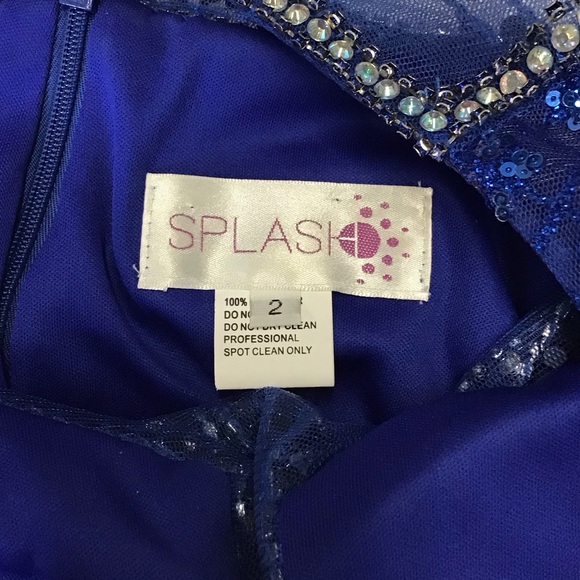 SPLASH
2
100%
DO
DO NOT DRY CLEAN
PROFESSIONAL
SPOT CLEAN ONLY